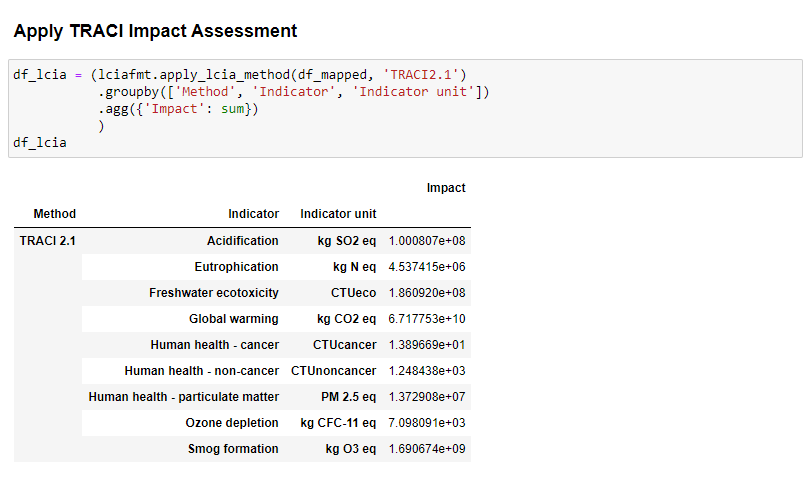 Apply TRACI Impact Assessment
df_lcia = (lciafmt.apply_lcia_method(df_mapped, 'TRACI2.1')
.groupby(['Method', 'Indicator', 'Indicator unit'])
.agg({'Impact': sum})
)
df_lcia
Impact
Method Indicator Indicator unit
TRACI 2.1 Acidification kg SO2 eq 1.000807e+08
Eutrophication kg N eq 4.537415e+06
Freshwater ecotoxicity CTUeco 1.860920e+08
Global warming kg CO2 eq 6.717753e+10
Human health - cancer CTUcancer 1.389669e+01
Human health - non-cancer CTUnoncancer 1.248438e+03
Human health - particulate matter PM 2.5 eq 1.372908e+07
Ozone depletion kg CFC-11 eq 7.098091e+03
Smog formation kg O3 eq 1.690674e+09